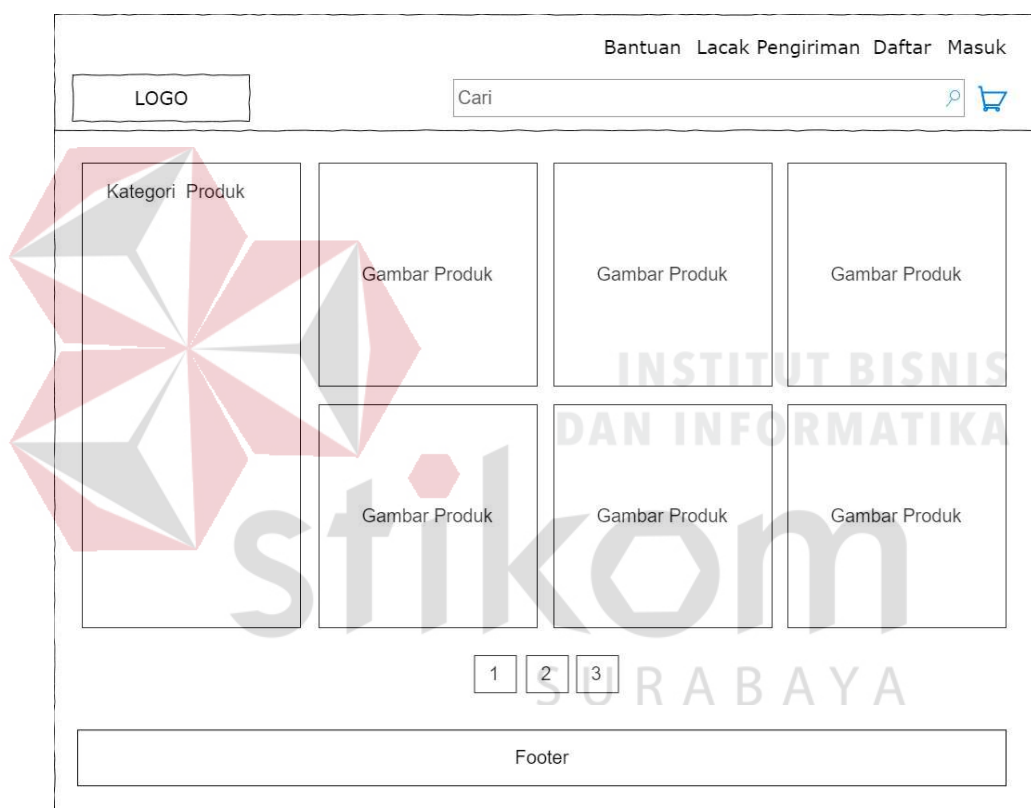 Bantuan Lacak Pengiriman Daftar Masuk
LOGO
Cari
Kategori Produk
Gambar Produk Gambar Produk Gambar Produk
INSTITUT BISNIS
DAN INFORMATIKA
Gambar Produk Gambar Produk Gambar Produk
stikom
1 2 3
SURABAYA
Footer